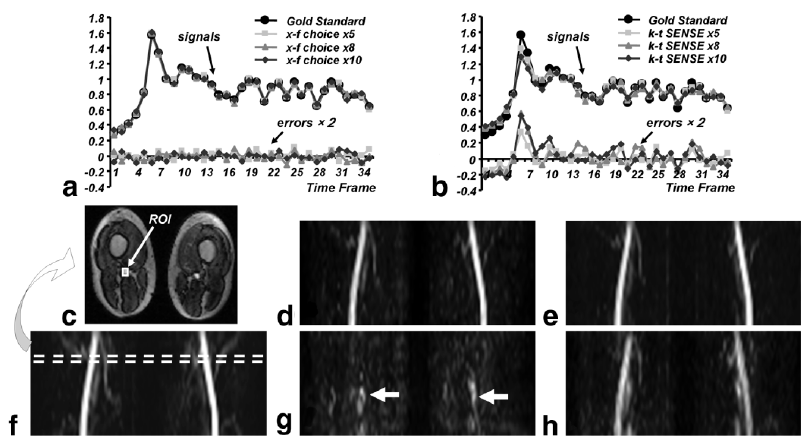 1.8
1.6
1.4
1.2
1
0.8
0.6
0.4
0.2
0
-0.2
-0.4
Gold Standard
x-f choice x5
x-f choice x8
x-f choice x10
signals
errors × 2
1 4 7 10 13 16 19 22 25 28 31 34
Time Frame
a
1.8
1.6
1.4
1.2
1
0.8
0.6
0.4
0.2
0
-0.2
-0.4
Gold Standard
k-t SENSE x5
k-t SENSE x8
k-t SENSE x10
signals
errors × 2
7 10 13 16 19 22 25 28 31 34
Time Frame
b
ROI
c
d
e
f
g
h